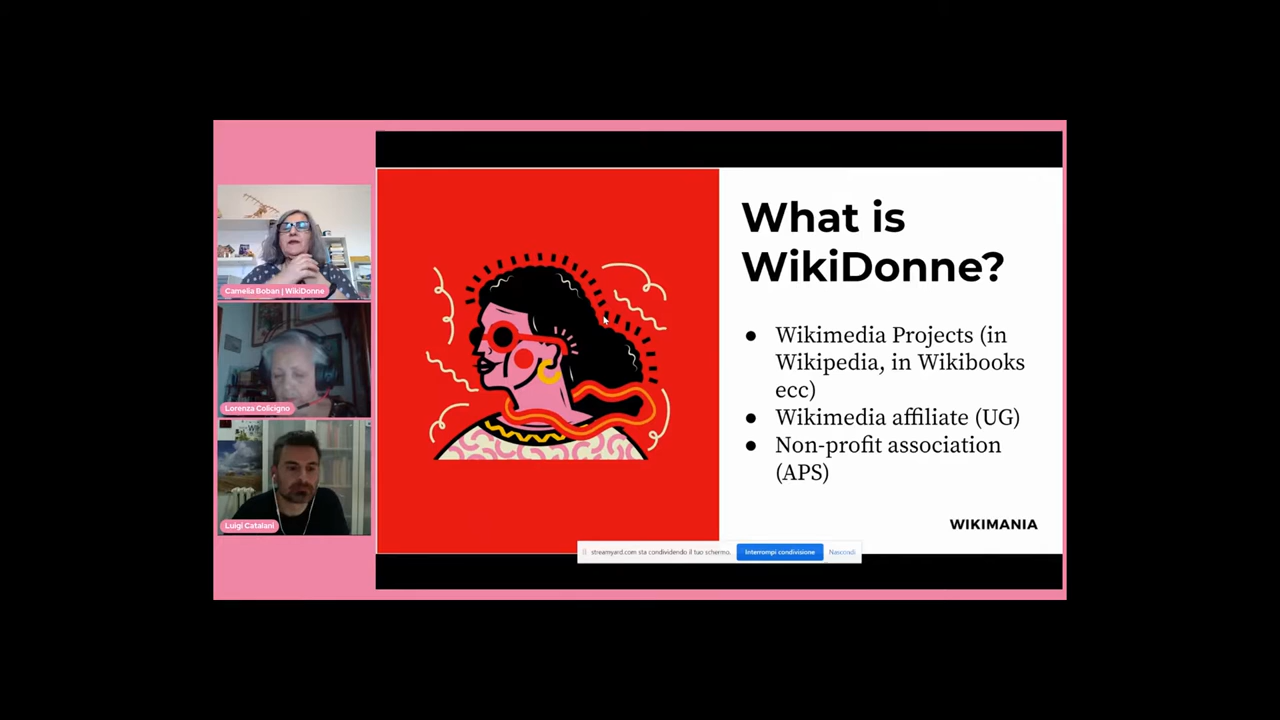 Camelia Boban | WikiDonne
Lorenza Colicigno
Luigi Catalani
What is
WikiDonne?
● Wikimedia Projects (in
Wikipedia, in Wikibooks
ecc)
● Wikimedia affiliate (UG)
● Non-profit association
(APS)
WIKIMANIA
streamyard.com sta condividendo il tuo schermo.
Interrompi condivisione
Nascondi